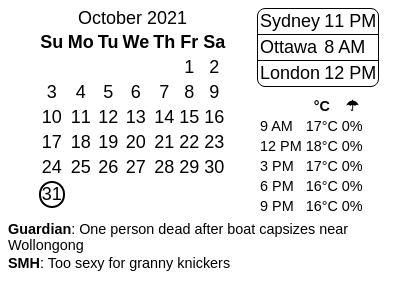 October 2021
Su Mo Tu We Th Fr Sa
1 2
3 4 5 6 7 8 9
10 11 12 13 14 15 16
17 18 19 20 21 22 23
24 25 26 27 28 29 30
31
Sydney 11 PM
Ottawa 8 AM
London 12 PM
°C ☂
9 AM 17°C 0%
12 PM 18°C 0%
3 PM 17°C 0%
6 PM 16°C 0%
9 PM 16°C 0%
Guardian: One person dead after boat capsizes near
Wollongong
SMH: Too sexy for granny knickers